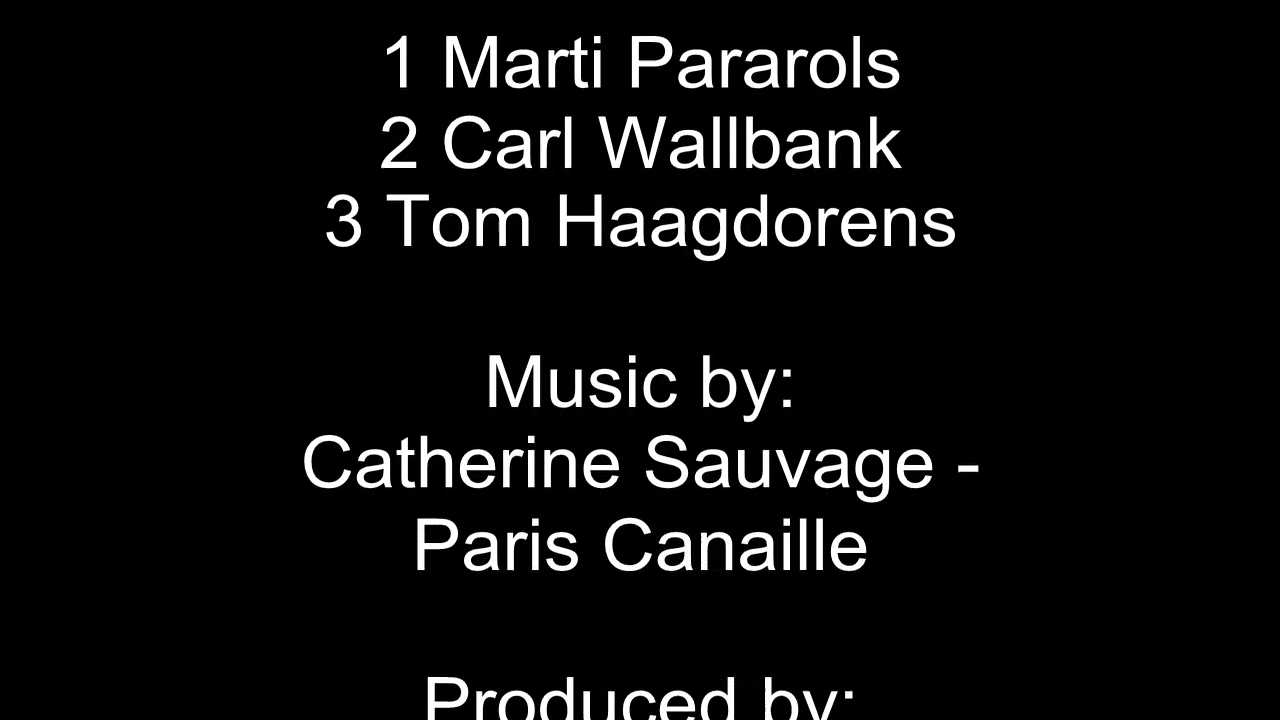 1 Marti Pararols
2 Carl Wallbank
3 Tom Haagdorens
Music by:
Catherine Sauvage -
Paris Canaille
Produced by: